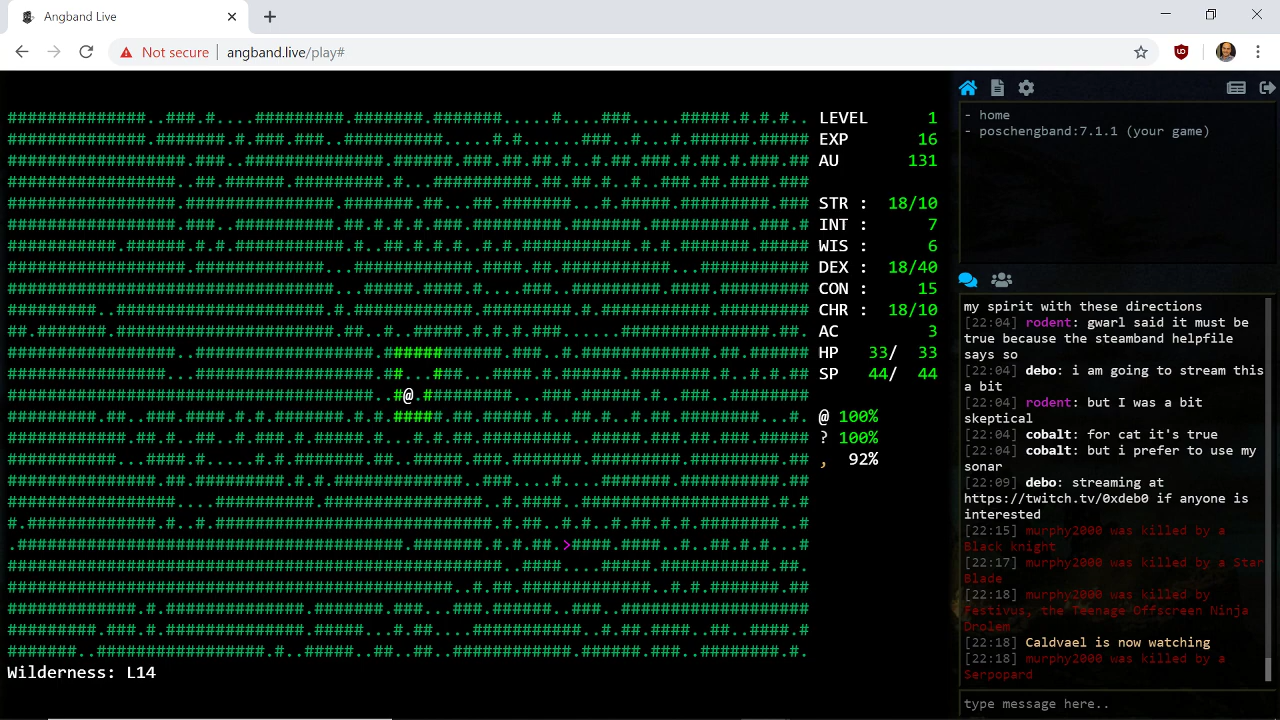 Angband Live
Not secure angband.live/play#
LEVEL 1
EXP 16
AU 131
STR : 18/10
INT : 7
WIS : 6
DEX : 18/40
CON : 15
CHR : 18/10
AC 3
HP 33/ 33
SP 44/ 44
@ 100%
? 100%
, 92%
Wilderness: L14
- home
- poschengband:7.1.1 (your game)
my spirit with these directions
[22:04] rodent: gwarl said it must be
true because the steamband helpfile
says so
[22:04] debo: i am going to stream this
a bit
[22:04] rodent: but I was a bit
skeptical
[22:04] cobalt: for cat it's true
[22:04] cobalt: but i prefer to use my
sonar
[22:09] debo: streaming at
https://twitch.tv/0xdeb0 if anyone is
interested
[22:15] murphy2000 was killed by a
Black knight
[22:17] murphy2000 was killed by a Star
Blade
[22:18] murphy2000 was killed by
Festivus, the Teenage Offscreen Ninja
Drolem
[22:18] Caldvael is now watching
[22:18] murphy2000 was killed by a
Serpopard
type message here..